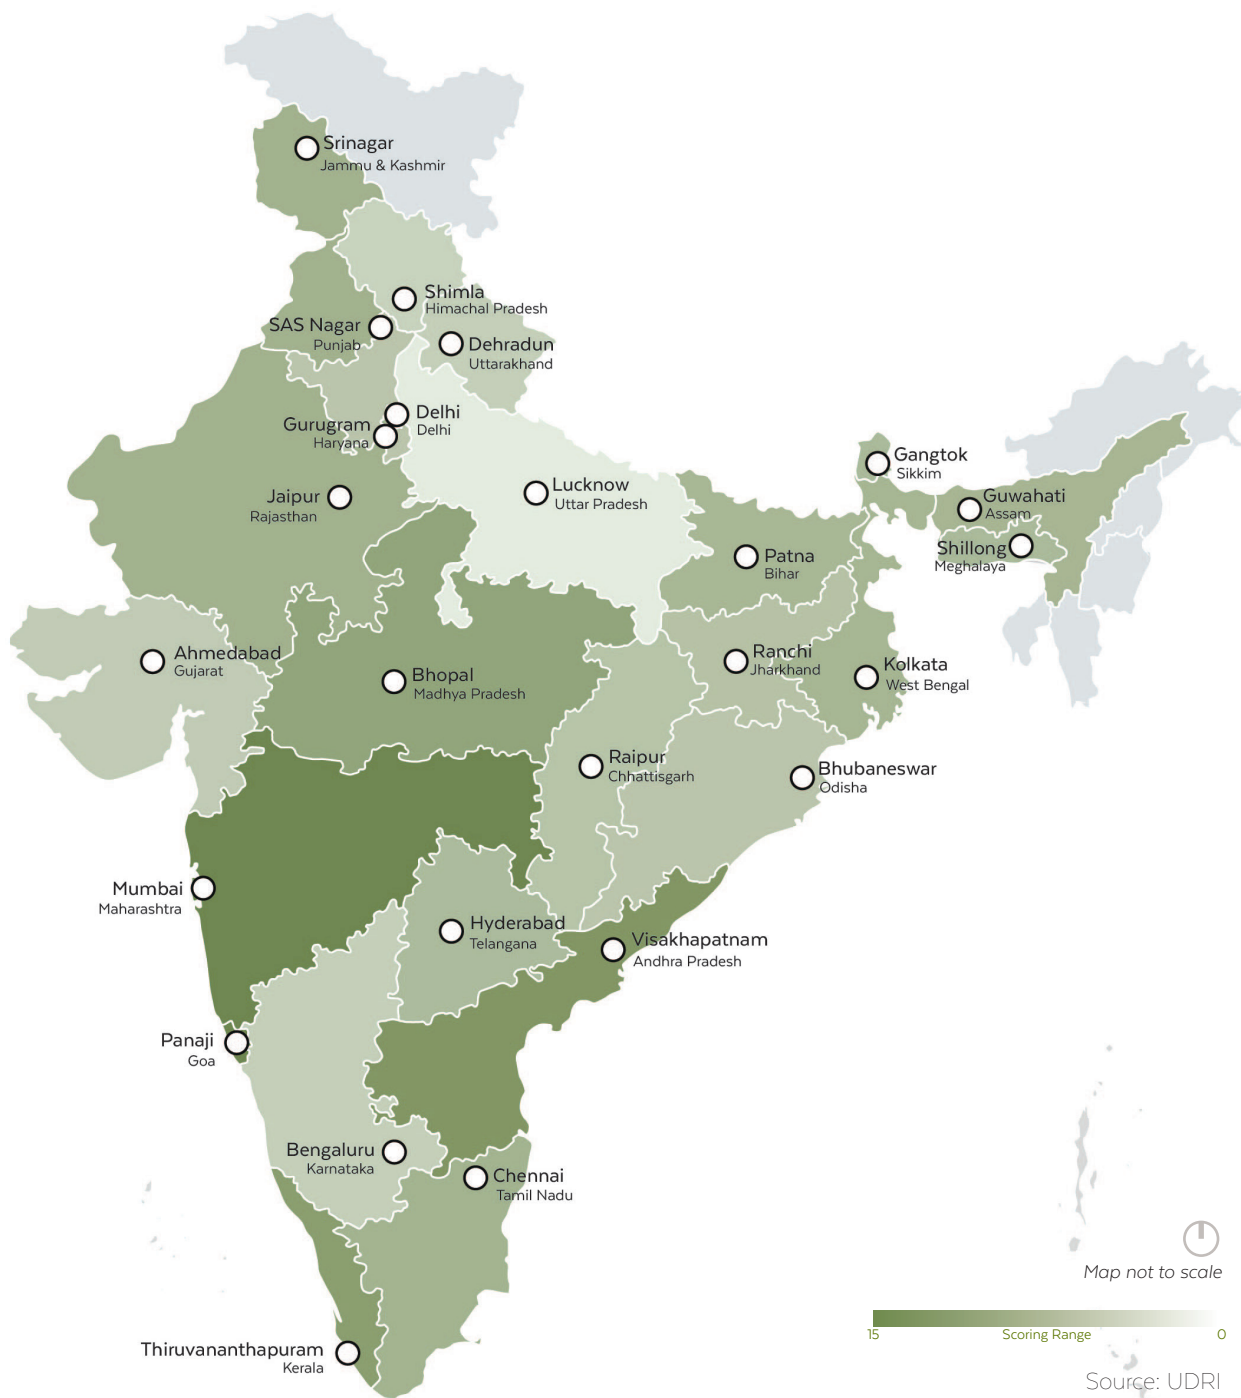 Srinagar
Jammu & Kashmir
Shimla
Himachal Pradesh
SAS Nagar
Punjab
Dehradun
Uttarakhand
Delhi
Delhi
Gurugram
Haryana
Gangtok
Sikkim
Lucknow
Uttar Pradesh
Jaipur
Rajasthan
Guwahati
Assam
Shillong
Meghalaya
Patna
Bihar
Ahmedabad
Gujarat
Ranchi
Jharkhand
Kolkata
West Bengal
Bhopal
Madhya Pradesh
Raipur
Chhattisgarh
Bhubaneswar
Odisha
Mumbai
Maharashtra
Hyderabad
Telangana
Visakhapatnam
Andhra Pradesh
Panaji
Goa
Bengaluru
Karnataka
Chennai
Tamil Nadu
Map not to scale
15 Scoring Range 0
Thiruvananthapuram
Kerala
Source: UDRI